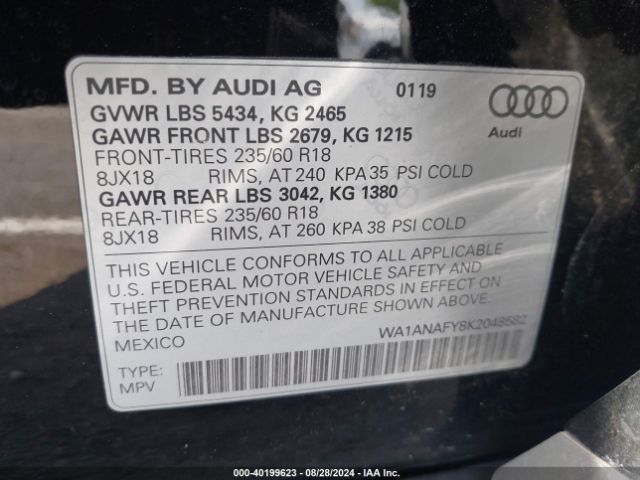 MFD. BY AUDI AG 0119
GVWR LBS 5434, KG 2465
GAWR FRONT LBS 2679, KG 1215
FRONT-TIRES 235/60 R18
8JX18 RIMS, AT 240 KPA 35 PSI COLD
GAWR REAR LBS 3042, KG 1380
REAR-TIRES 235/60 R18
8JX18 RIMS, AT 260 KPA 38 PSI COLD
Audi
THIS VEHICLE CONFORMS TO ALL APPLICABLE
U.S. FEDERAL MOTOR VEHICLE SAFETY AND
THEFT PREVENTION STANDARDS IN EFFECT ON
THE DATE OF MANUFACTURE SHOWN ABOVE.
MEXICO
WA1ANAFY8K2048582
TYPE:
MPV
000-40199623 - 08/28/2024 - IAA Inc.